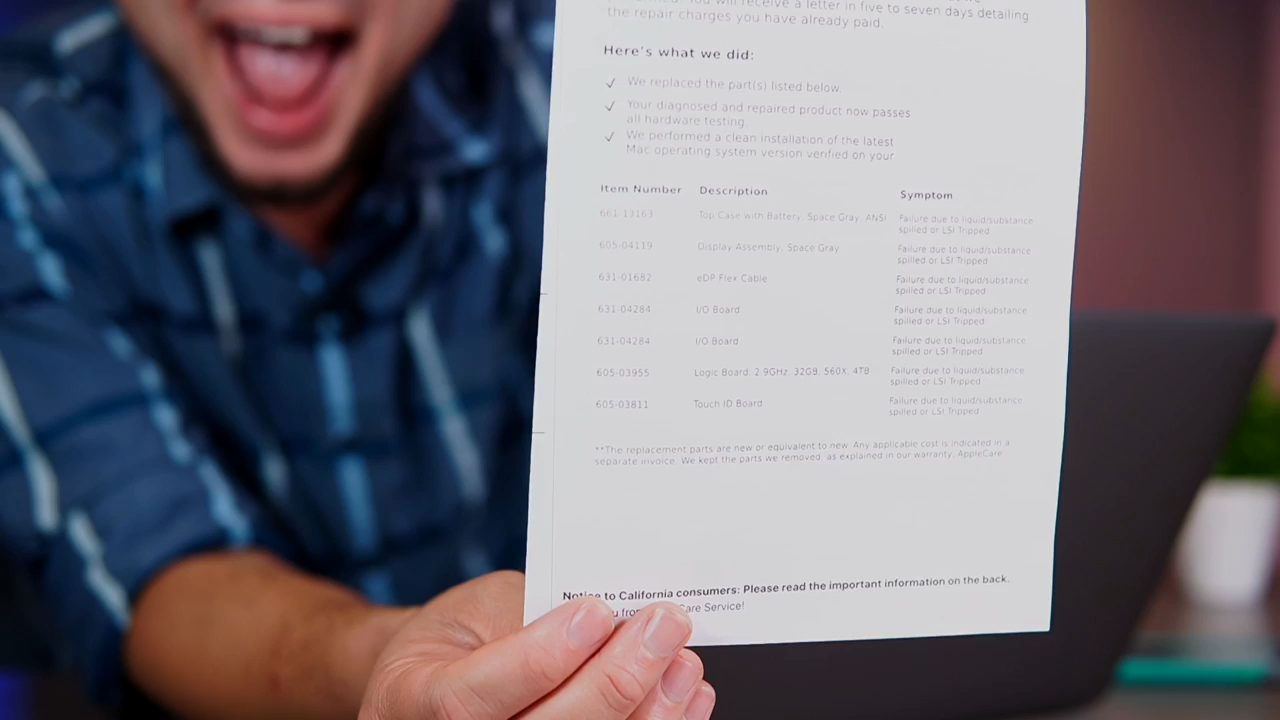 You will receive a letter in five to seven days detailing
the repair charges you have already paid.
Here's what we did:
✓ We replaced the part(s) listed below.
✓ Your diagnosed and repaired product now passes
all hardware testing.
✓ We performed a clean installation of the latest
Mac operating system version verified on your
Item Number Description Symptom
661-13163 Top Case with Battery, Space Gray, ANSI Failure due to liquid/substance
spilled or LSI Tripped
605-04119 Display Assembly, Space Gray Failure due to liquid/substance
spilled or LSI Tripped
631-01682 eDP Flex Cable Failure due to liquid/substance
spilled or LSI Tripped
631-04284 I/O Board Failure due to liquid/substance
spilled or LSI Tripped
631-04284 I/O Board Failure due to liquid/substance
spilled or LSI Tripped
605-03955 Logic Board, 2.9GHz, 32GB, 560X, 4TB Failure due to liquid/substance
spilled or LSI Tripped
605-03811 Touch ID Board Failure due to liquid/substance
spilled or LSI Tripped
**The replacement parts are new or equivalent to new. Any applicable cost is indicated in a
separate invoice. We kept the parts we removed, as explained in our warranty, AppleCare
Notice to California consumers: Please read the important information on the back.
Care Service!